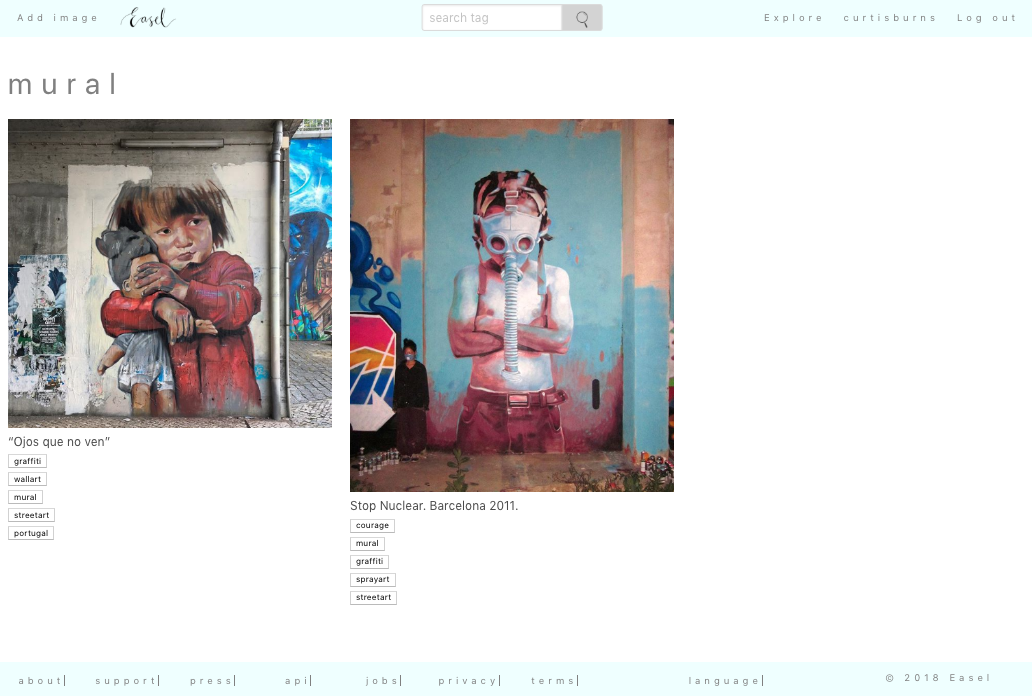 Add image
Easel
search tag
Explore
curtisburns
Log out
mural
“Ojos que no ven”
graffiti
wallart
mural
streetart
portugal
Stop Nuclear. Barcelona 2011.
courage
mural
graffiti
sprayart
streetart
about|
support|
press|
api|
jobs|
privacy|
terms|
language|
© 2018 Easel